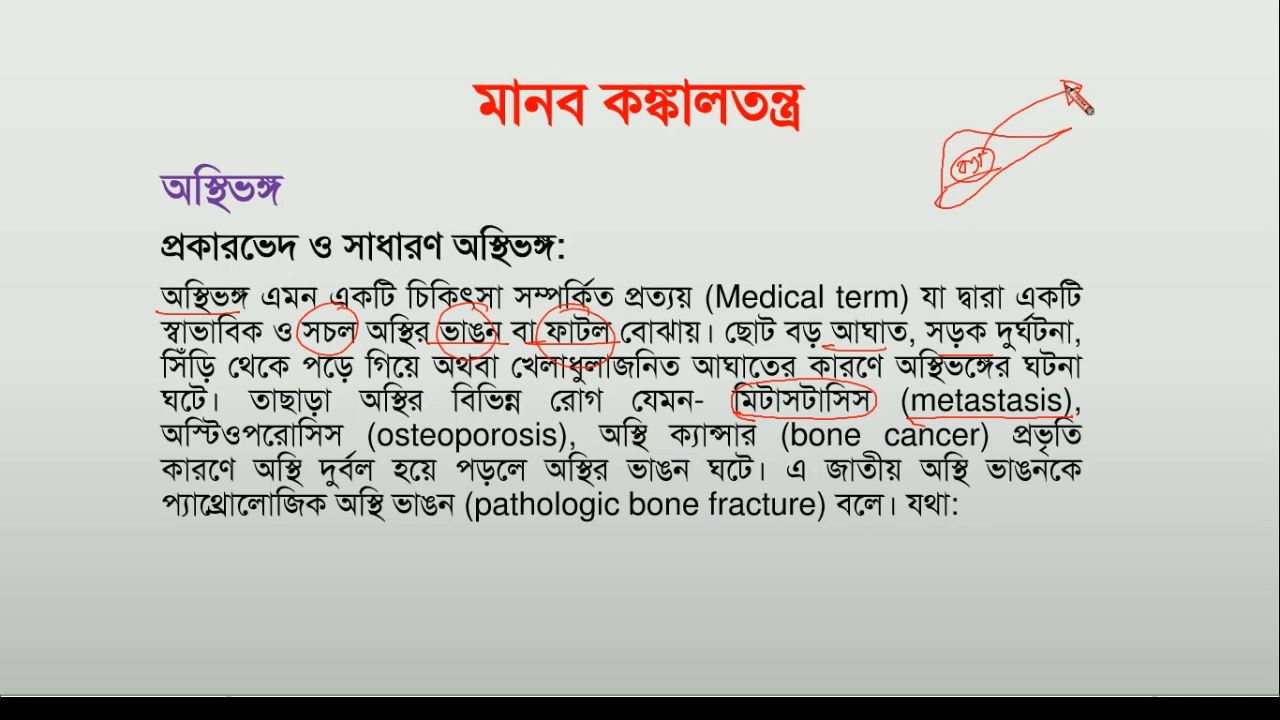 মানব কঙ্কালতন্ত্র
অস্থিভঙ্গ
প্রকারভেদ ও সাধারণ অস্থিভঙ্গ:
অস্থিভঙ্গ এমন একটি চিকিৎসা সম্পর্কিত প্রত্যয় (Medical term) যা দ্বারা একটি
স্বাভাবিক ও সচল অস্থির ভাঙন বা ফাটল বোঝায়। ছোট বড় আঘাত, সড়ক দুর্ঘটনা,
সিঁড়ি থেকে পড়ে গিয়ে অথবা খেলাধুলাজনিত আঘাতের কারণে অস্থিভঙ্গের ঘটনা
ঘটে। তাছাড়া অস্থির বিভিন্ন রোগ যেমন- মিটাসটাসিস (metastasis),
অস্টিওপরোসিস (osteoporosis), অস্থি ক্যান্সার (bone cancer) প্রভৃতি
কারণে অস্থি দুর্বল হয়ে পড়লে অস্থির ভাঙন ঘটে। এ জাতীয় অস্থি ভাঙনকে
প্যাথোলোজিক অস্থি ভাঙন (pathologic bone fracture) বলে। যথা: